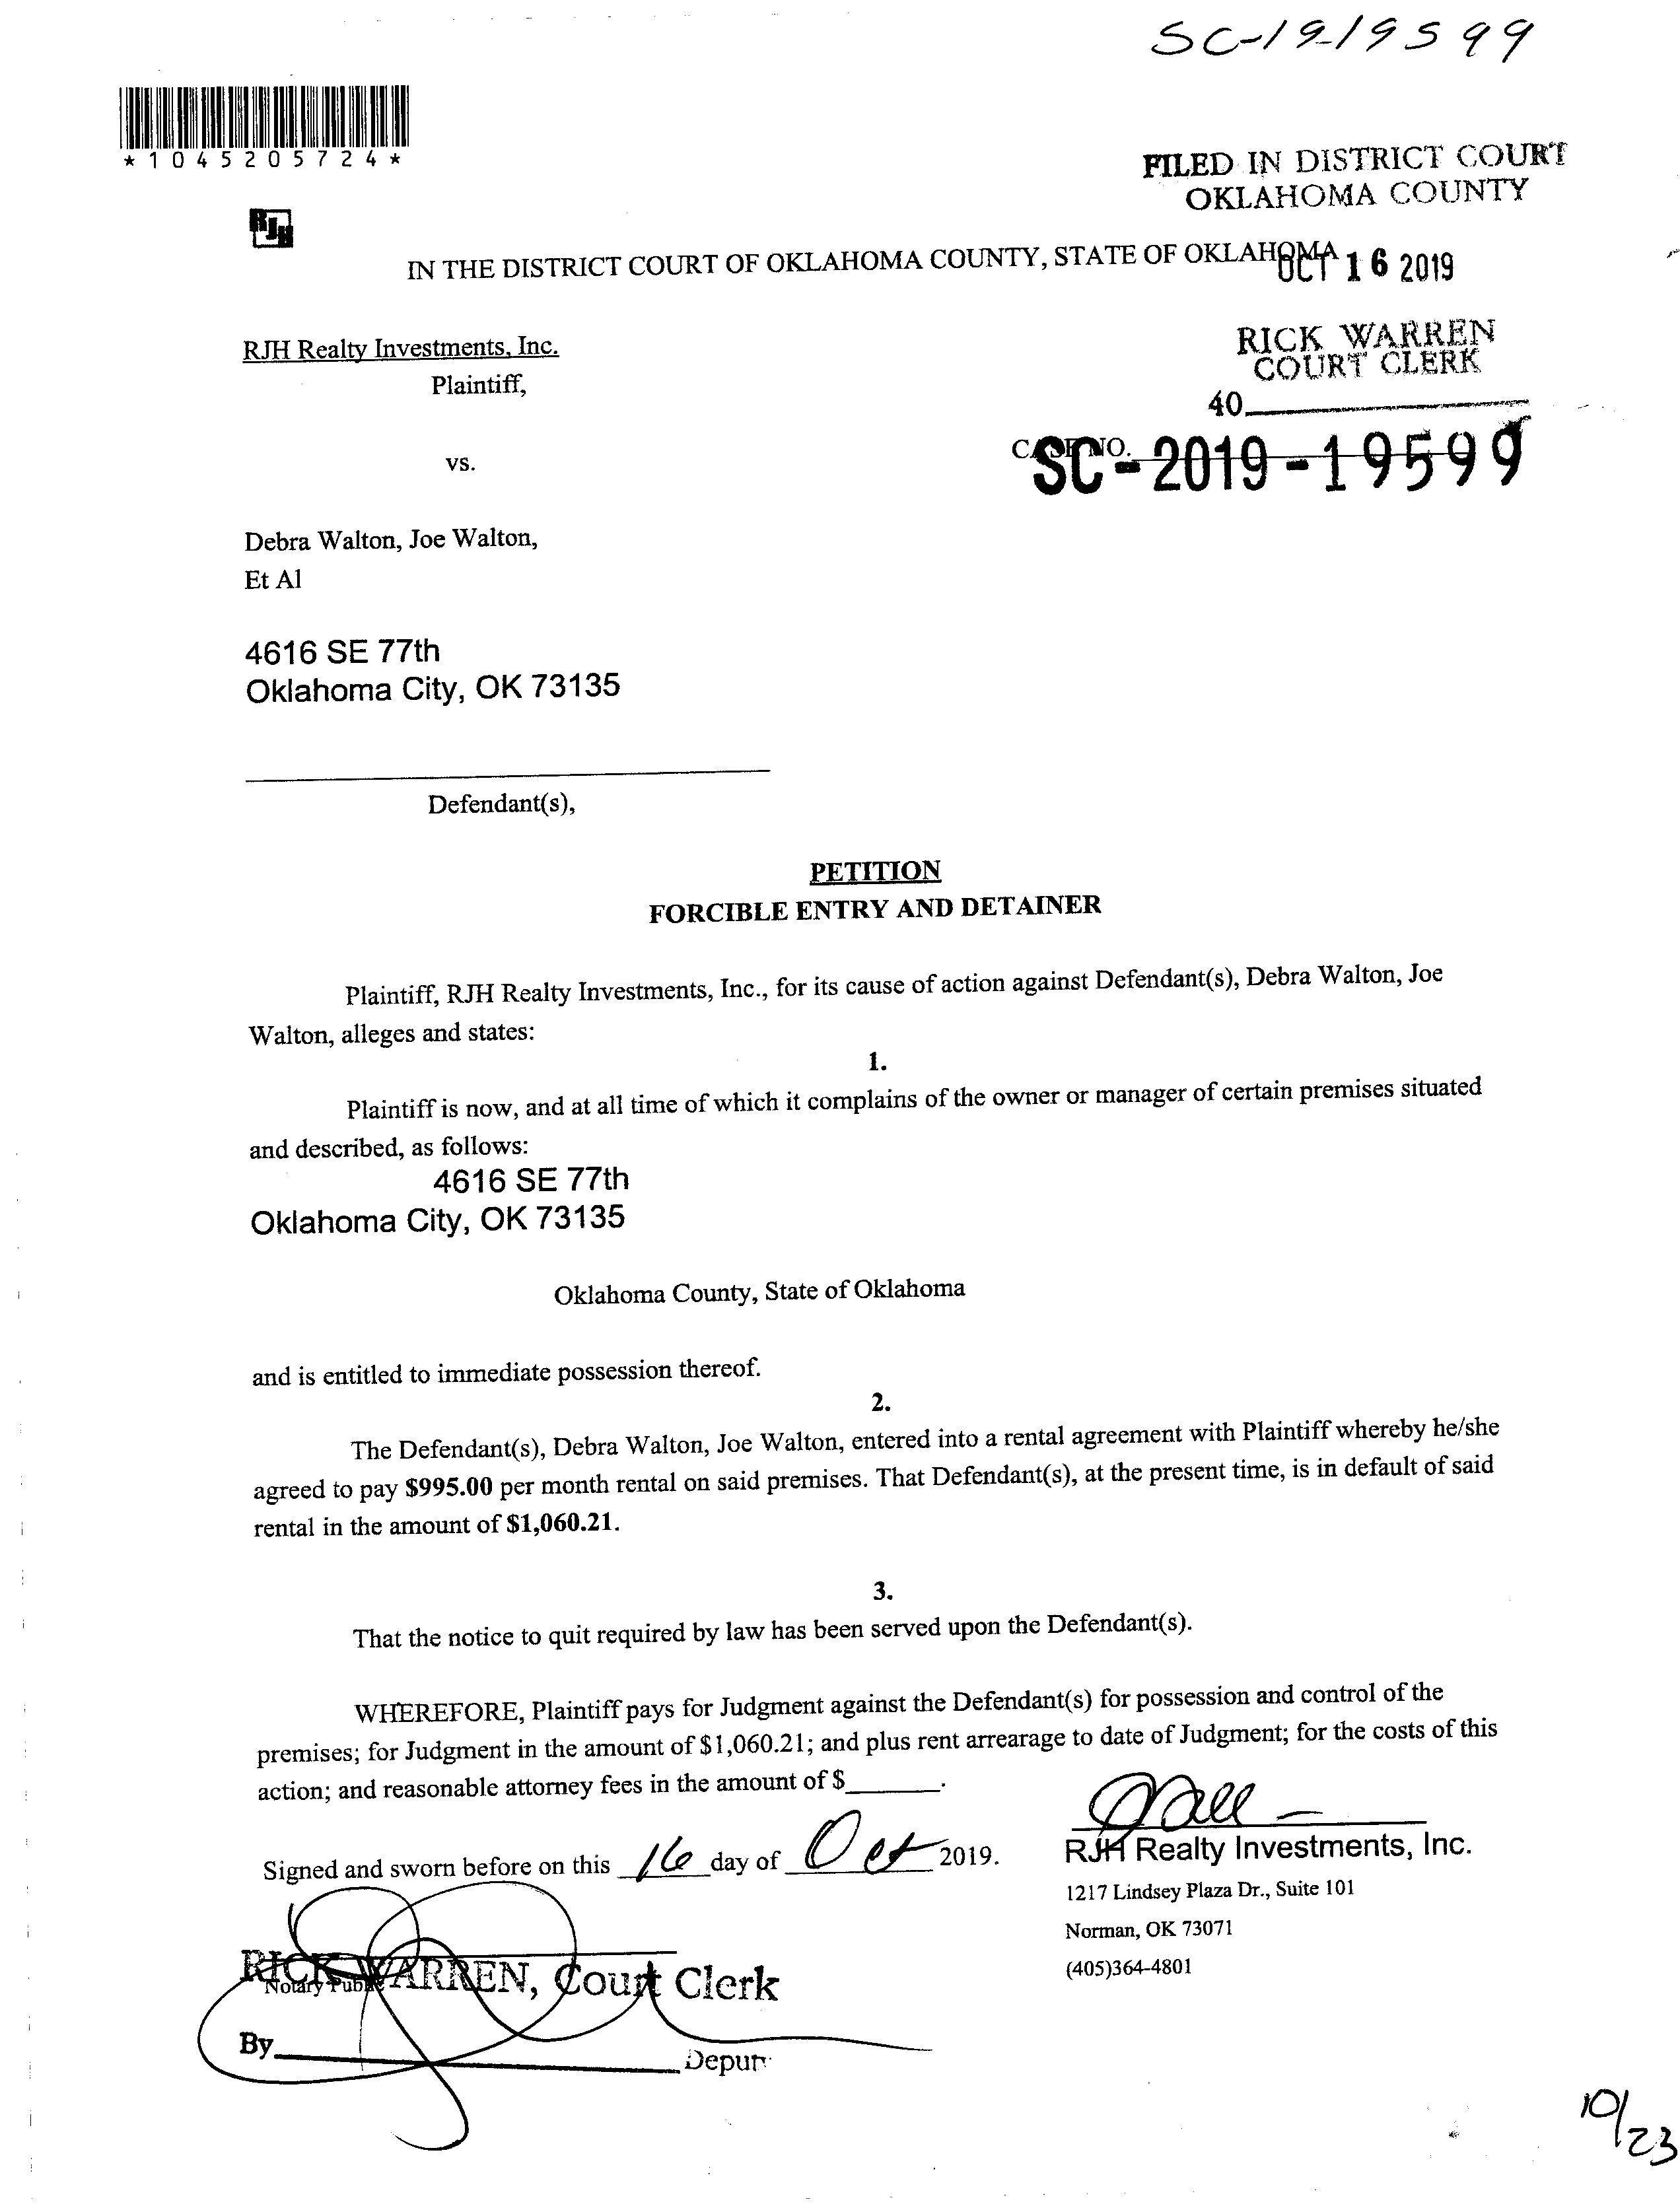 SC-19-19599
*1045205724*
FILED IN DISTRICT COURT
OKLAHOMA COUNTY
RJH
IN THE DISTRICT COURT OF OKLAHOMA COUNTY, STATE OF OKLAHOMA
OCT 16 2019
RJH Realty Investments, Inc.
Plaintiff,
RICK WARREN
COURT CLERK
40
vs.
CASE NO.
SC-2019-19599
Debra Walton, Joe Walton,
Et Al
4616 SE 77th
Oklahoma City, OK 73135
Defendant(s),
PETITION
FORCIBLE ENTRY AND DETAINER
Plaintiff, RJH Realty Investments, Inc., for its cause of action against Defendant(s), Debra Walton, Joe
Walton, alleges and states:
1.
Plaintiff is now, and at all time of which it complains of the owner or manager of certain premises situated
and described, as follows:
4616 SE 77th
Oklahoma City, OK 73135
Oklahoma County, State of Oklahoma
and is entitled to immediate possession thereof.
2.
The Defendant(s), Debra Walton, Joe Walton, entered into a rental agreement with Plaintiff whereby he/she
agreed to pay $995.00 per month rental on said premises. That Defendant(s), at the present time, is in default of said
rental in the amount of $1,060.21.
3.
That the notice to quit required by law has been served upon the Defendant(s).
WHEREFORE, Plaintiff pays for Judgment against the Defendant(s) for possession and control of the
premises; for Judgment in the amount of $1,060.21; and plus rent arrearage to date of Judgment; for the costs of this
action; and reasonable attorney fees in the amount of $______.
Signed and sworn before on this 16 day of Oct 2019.
RJH Realty Investments, Inc.
1217 Lindsey Plaza Dr., Suite 101
Norman, OK 73071
(405)364-4801
RICK WARREN, Court Clerk
Notary Public
By Deputy
10/23